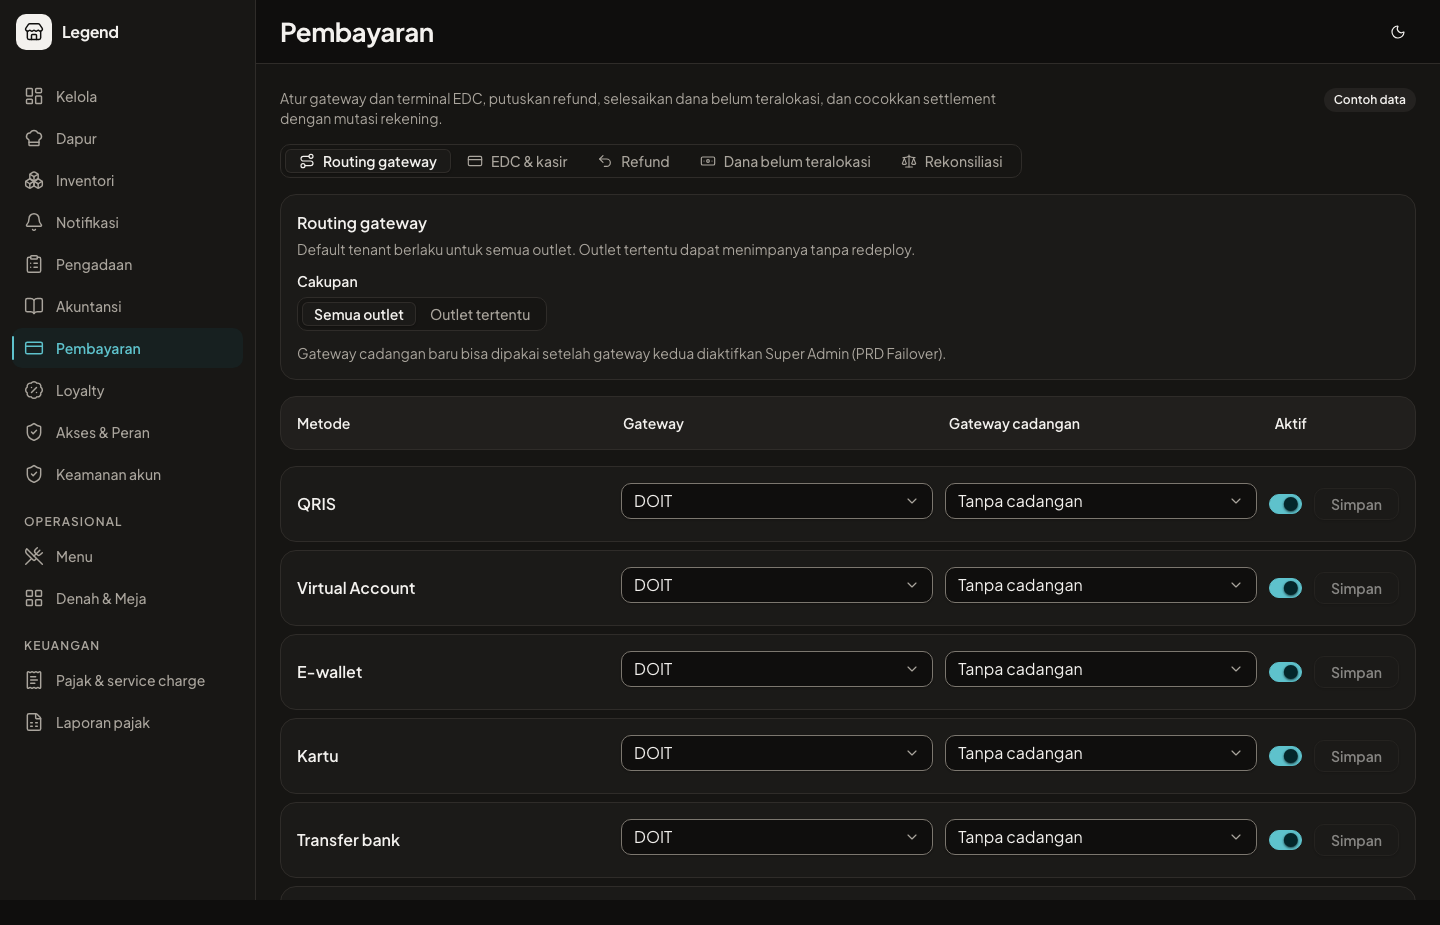 Legend
Pembayaran
Kelola
Dapur
Inventori
Notifikasi
Pengadaan
Akuntansi
Pembayaran
Loyalty
Akses & Peran
Keamanan akun
OPERASIONAL
Menu
Denah & Meja
KEUANGAN
Pajak & service charge
Laporan pajak
Atur gateway dan terminal EDC, putuskan refund, selesaikan dana belum teralokasi, dan cocokkan settlement
dengan mutasi rekening.
Contoh data
Routing gateway
EDC & kasir
Refund
Dana belum teralokasi
Rekonsiliasi
Routing gateway
Default tenant berlaku untuk semua outlet. Outlet tertentu dapat menimpanya tanpa redeploy.
Cakupan
Semua outlet
Outlet tertentu
Gateway cadangan baru bisa dipakai setelah gateway kedua diaktifkan Super Admin (PRD Failover).
Metode
Gateway
Gateway cadangan
Aktif
QRIS
DOIT
Tanpa cadangan
Simpan
Virtual Account
DOIT
Tanpa cadangan
Simpan
E-wallet
DOIT
Tanpa cadangan
Simpan
Kartu
DOIT
Tanpa cadangan
Simpan
Transfer bank
DOIT
Tanpa cadangan
Simpan